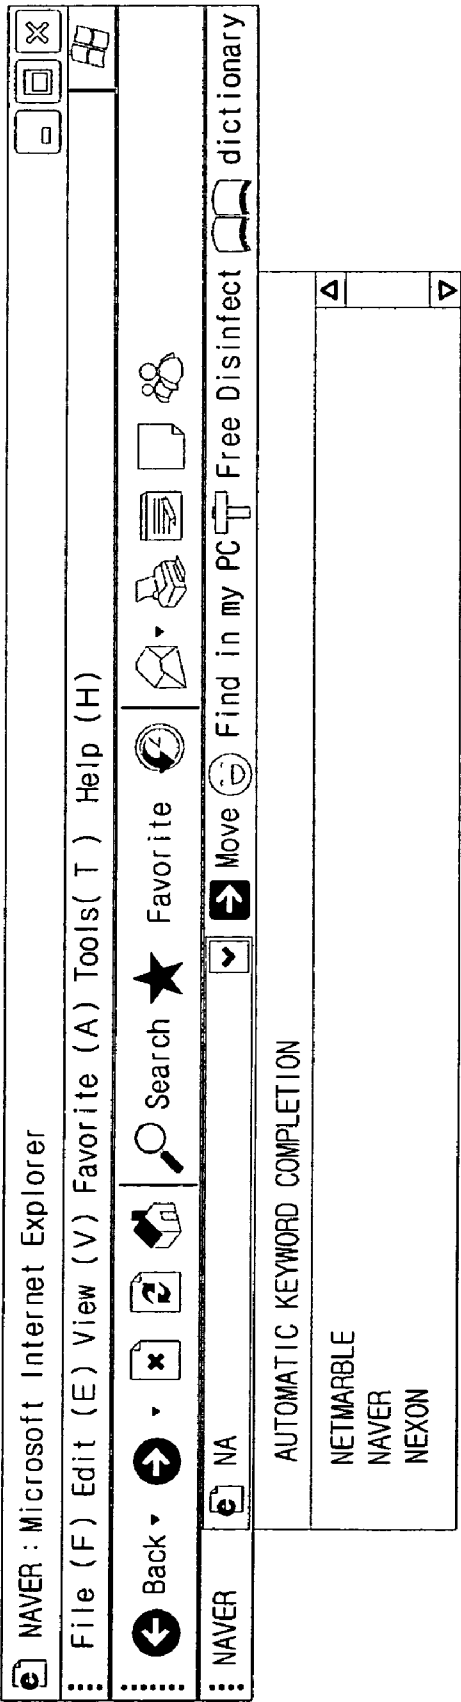 NAVER : Microsoft Internet Explorer
File (F) Edit (E) View (V) Favorite (A) Tools( T ) Help (H)
Back Search Favorite
NAVER NA Move Find in my PC Free Disinfect dictionary
AUTOMATIC KEYWORD COMPLETION
NETMARBLE
NAVER
NEXON